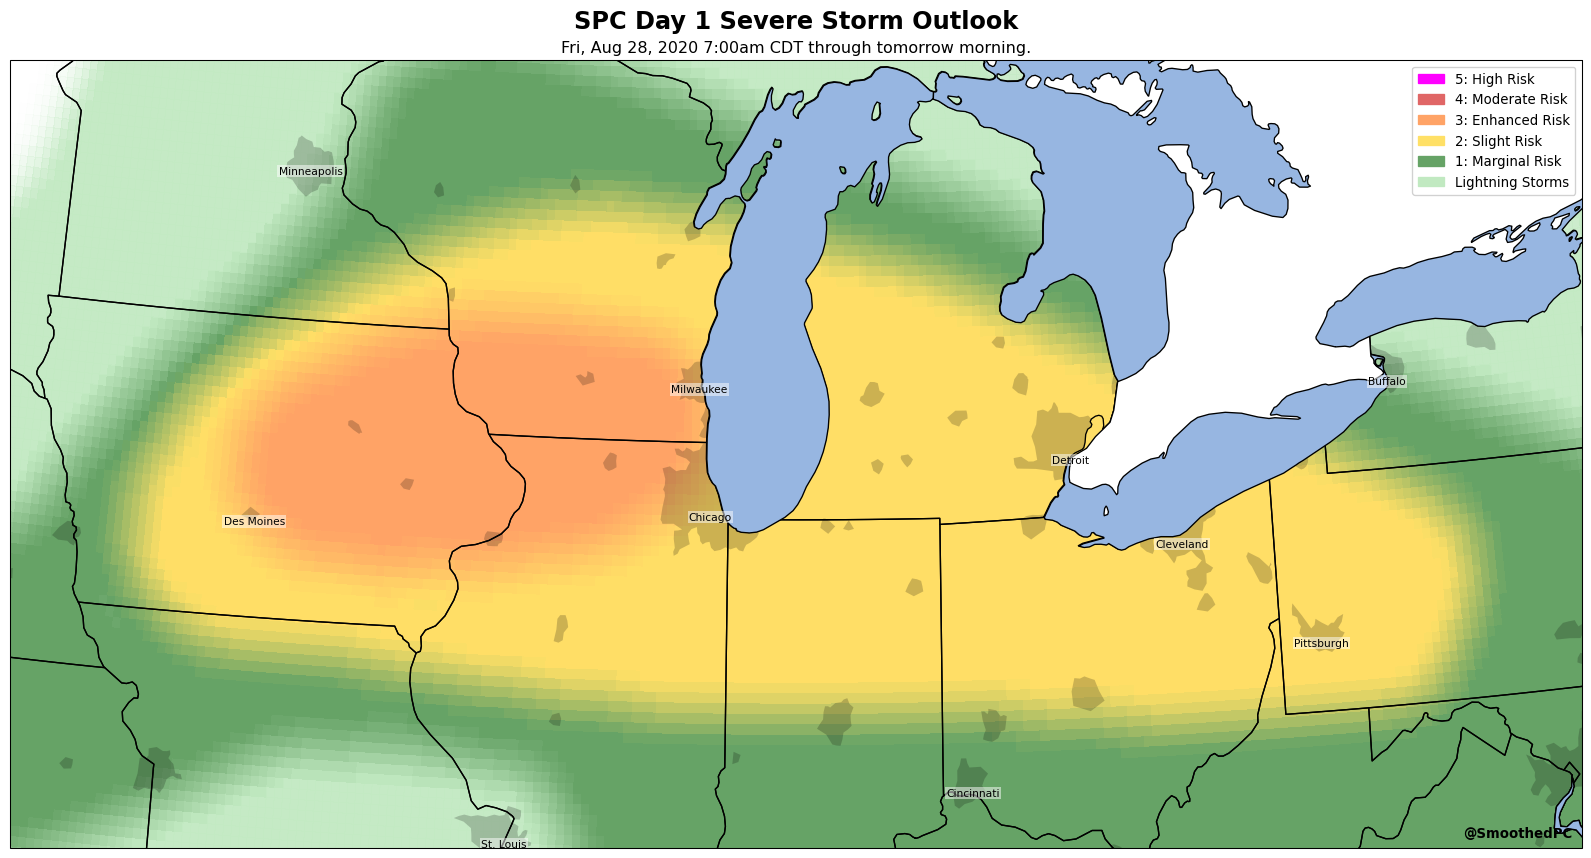 SPC Day 1 Severe Storm Outlook
Fri, Aug 28, 2020 7:00am CDT through tomorrow morning.
5: High Risk
4: Moderate Risk
3: Enhanced Risk
2: Slight Risk
1: Marginal Risk
Lightning Storms
Minneapolis
Buffalo
Milwaukee
Detroit
Chicago
Des Moines
Cleveland
Pittsburgh
Cincinnati
@SmoothedPC
St. Louis